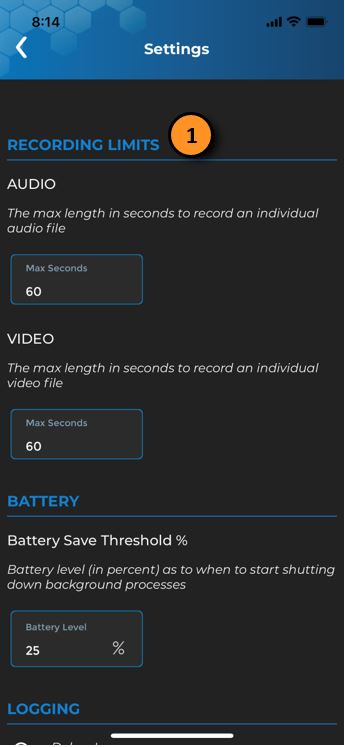 8:14
Settings
RECORDING LIMITS
1
AUDIO
The max length in seconds to record an individual
audio file
Max Seconds
60
VIDEO
The max length in seconds to record an individual
video file
Max Seconds
60
BATTERY
Battery Save Threshold %
Battery level (in percent) as to when to start shutting
down background processes
Battery Level
25 %
LOGGING